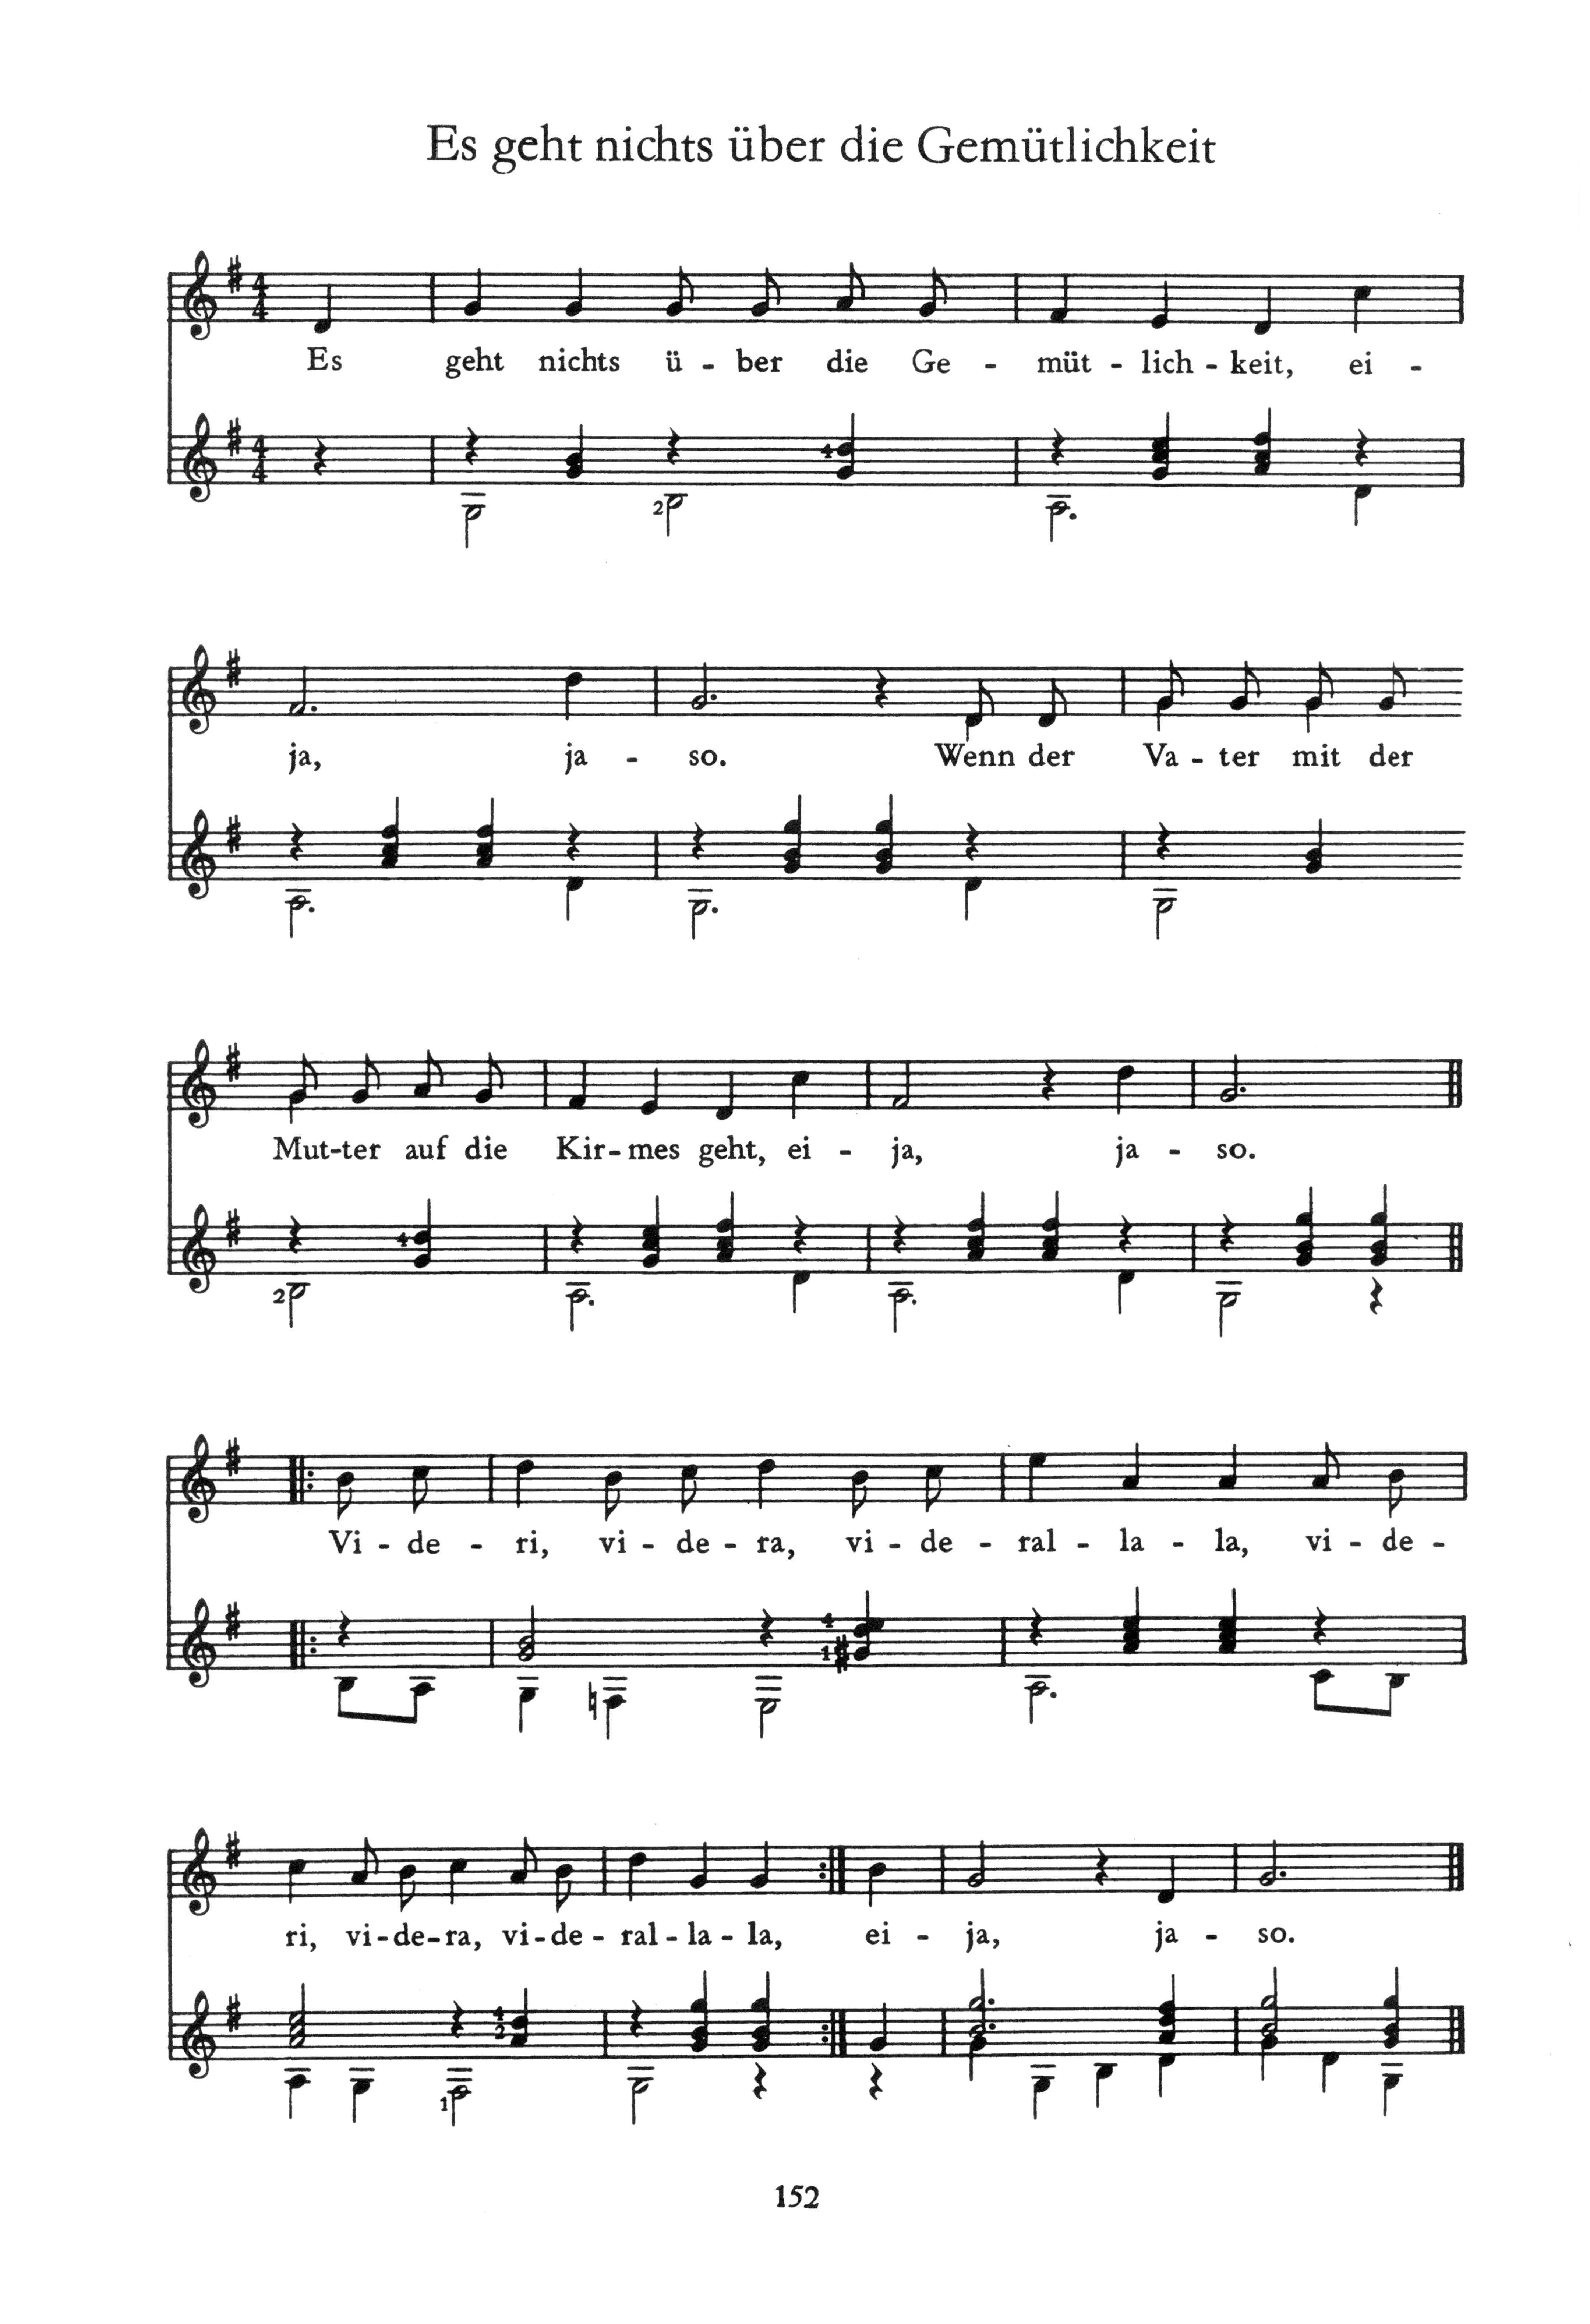 Es geht nichts über die Gemütlichkeit
4 4
Es geht nichts ü - ber die Ge - müt - lich - keit, ei -
4 4
4
2
ja, ja - so. Wenn der Va - ter mit der
Mut-ter auf die Kir-mes geht, ei - ja, ja - so.
4
2
Vi - de - ri, vi - de - ra, vi - de - ral - la - la, vi - de -
4
1
ri, vi-de-ra, vi-de - ral-la-la, ei - ja, ja - so.
4
2
1
152